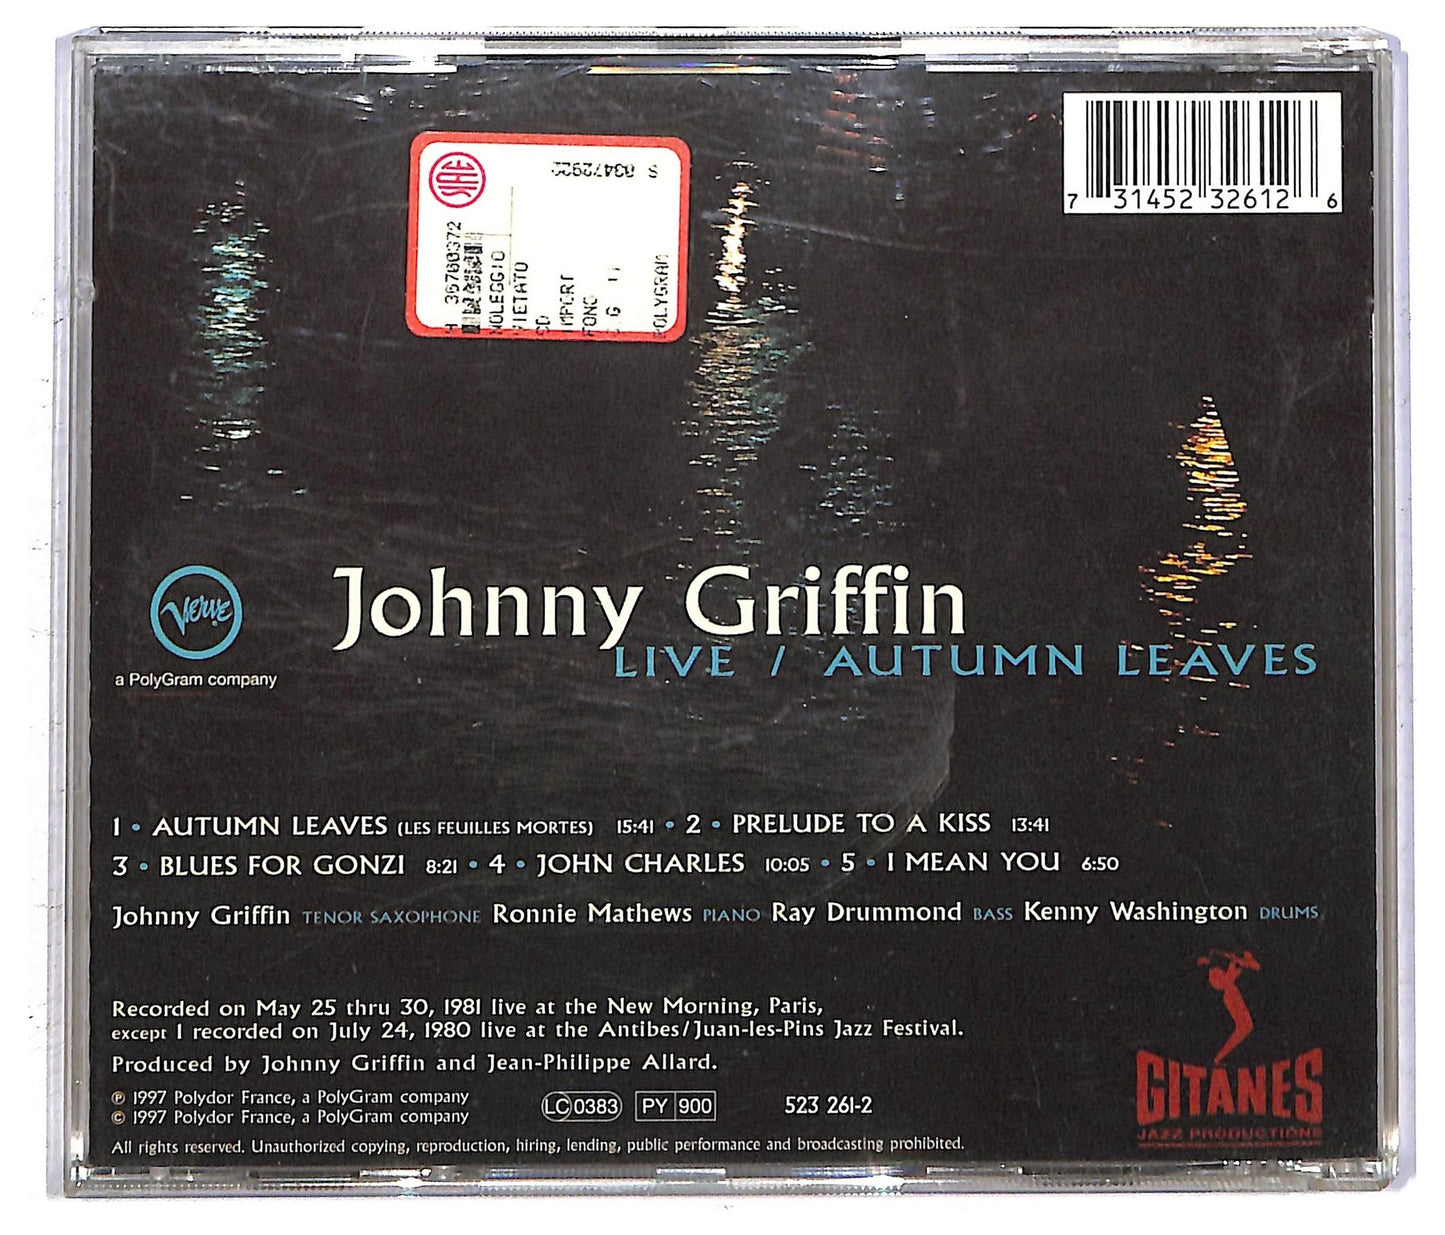 7 31452 32612 6
SIAE
S 03472922
NOLEGGIO
VIETATO
CD
IMPORT
FONO
POLYGRAM
Verve
a PolyGram company
Johnny Griffin
LIVE / AUTUMN LEAVES
1 • AUTUMN LEAVES (LES FEUILLES MORTES) 15:41 • 2 • PRELUDE TO A KISS 13:41
3 • BLUES FOR GONZI 8:21 • 4 • JOHN CHARLES 10:05 • 5 • I MEAN YOU 6:50
Johnny Griffin TENOR SAXOPHONE Ronnie Mathews PIANO Ray Drummond BASS Kenny Washington DRUMS
Recorded on May 25 thru 30, 1981 live at the New Morning, Paris,
except 1 recorded on July 24, 1980 live at the Antibes/Juan-les-Pins Jazz Festival.
Produced by Johnny Griffin and Jean-Philippe Allard.
℗ 1997 Polydor France, a PolyGram company
© 1997 Polydor France, a PolyGram company
LC 0383 PY 900 523 261-2
All rights reserved. Unauthorized copying, reproduction, hiring, lending, public performance and broadcasting prohibited.
GITANES
JAZZ PRODUCTIONS